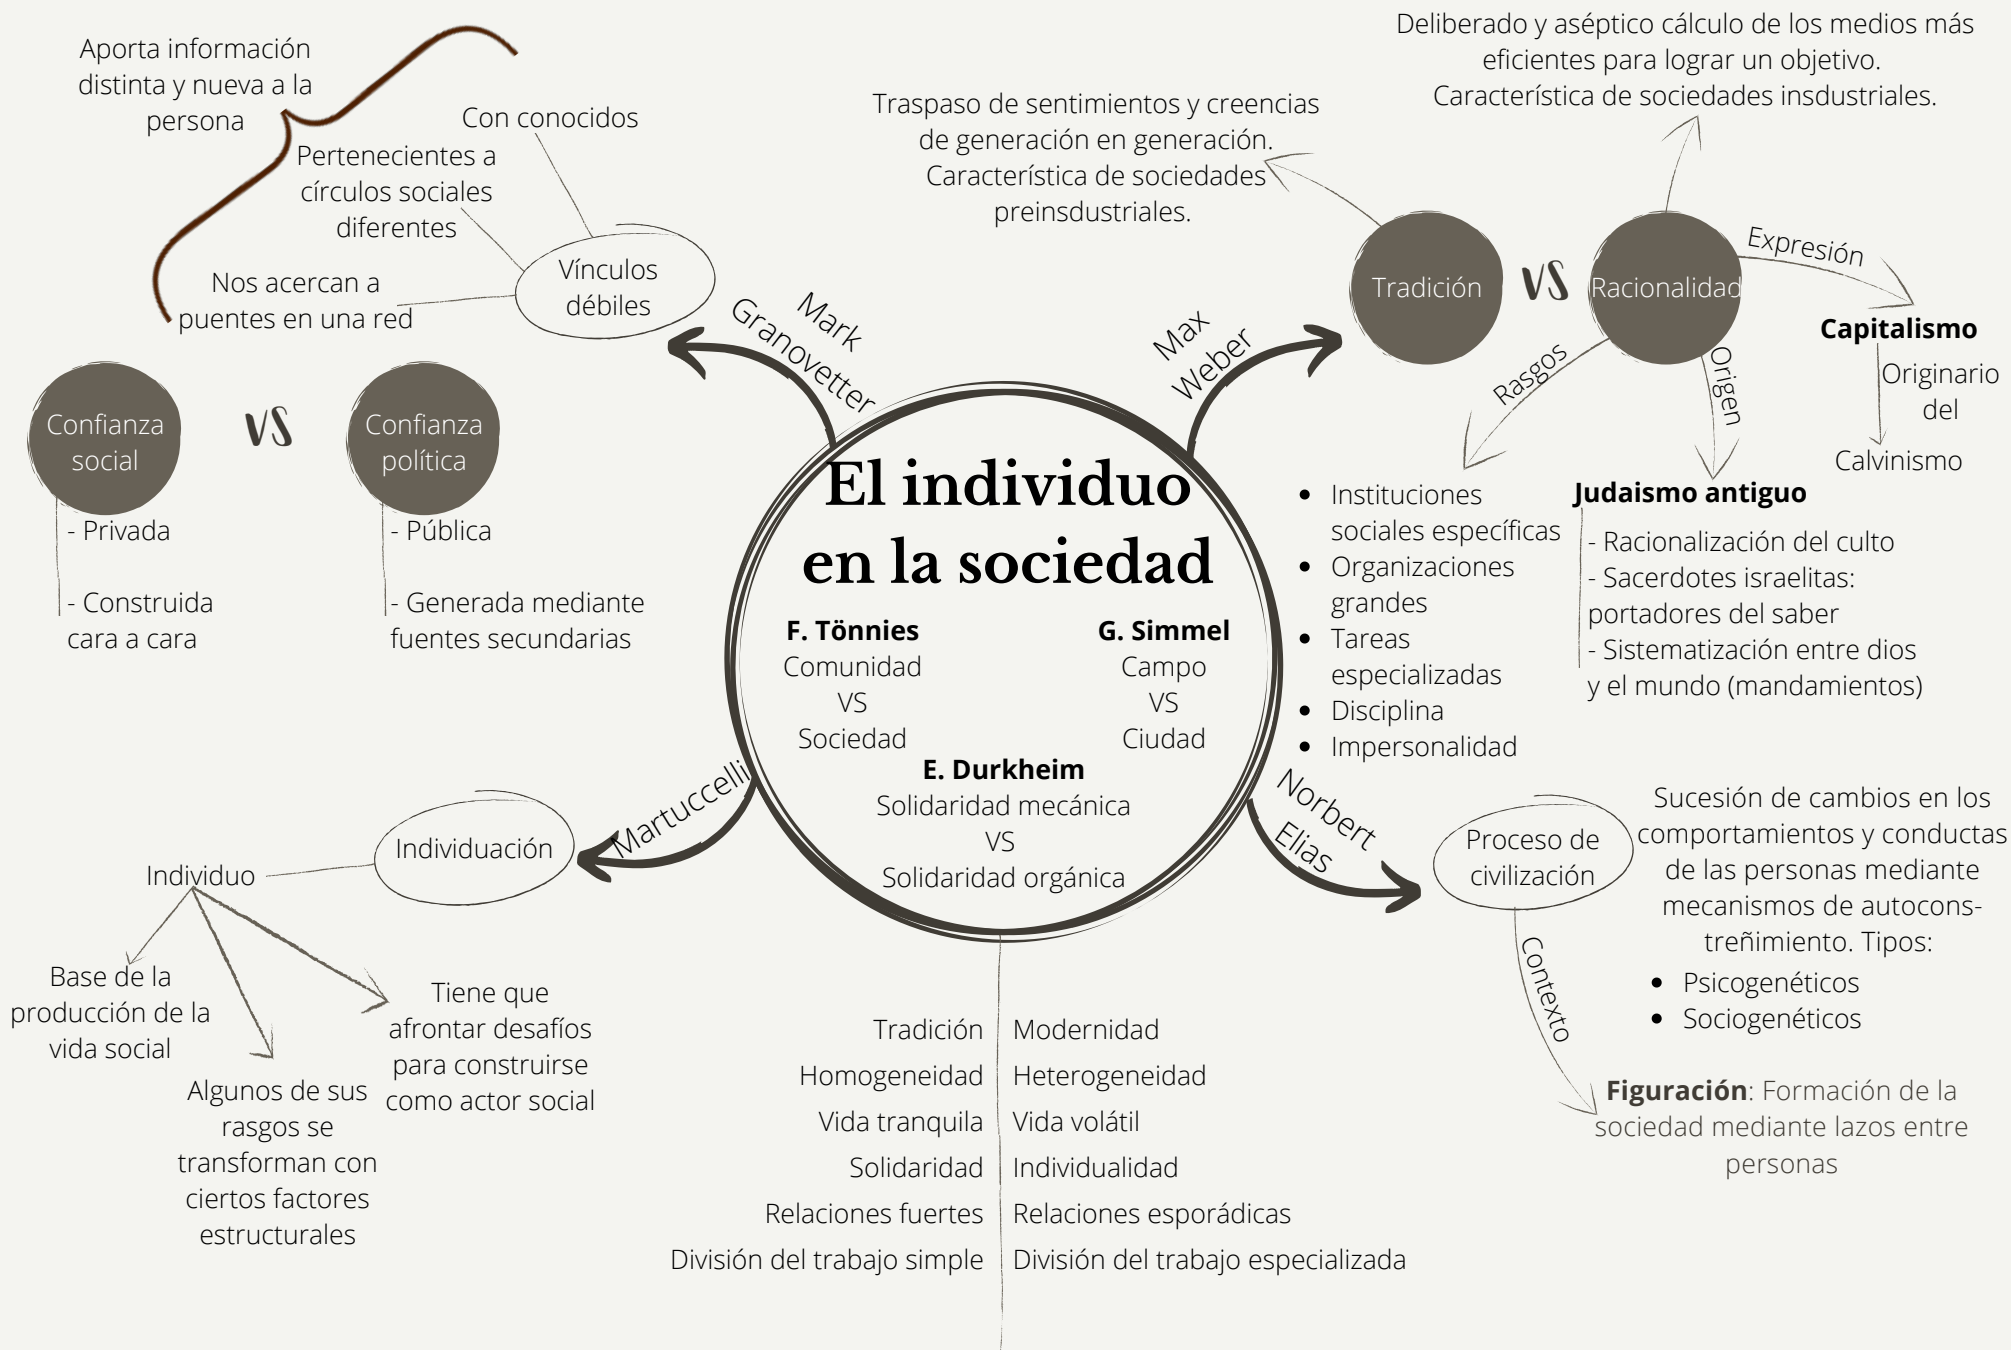 Aporta información
distinta y nueva a la
persona
Con conocidos
Pertenecientes a
círculos sociales
diferentes
Nos acercan a
puentes en una red
Vínculos
débiles
Mark
Granovetter
Confianza
social
VS
Confianza
política
- Privada
- Construida
cara a cara
- Pública
- Generada mediante
fuentes secundarias
Deliberado y aséptico cálculo de los medios más
eficientes para lograr un objetivo.
Característica de sociedades insdustriales.
Traspaso de sentimientos y creencias
de generación en generación.
Característica de sociedades
preinsdustriales.
Max
Weber
Tradición
VS
Racionalidad
Expresión
Capitalismo
Originario
del
Calvinismo
Rasgos
Instituciones
sociales específicas
Organizaciones
grandes
Tareas
especializadas
Disciplina
Impersonalidad
Origen
Judaismo antiguo
- Racionalización del culto
- Sacerdotes israelitas:
portadores del saber
- Sistematización entre dios
y el mundo (mandamientos)
El individuo
en la sociedad
F. Tönnies
Comunidad
VS
Sociedad
G. Simmel
Campo
VS
Ciudad
E. Durkheim
Solidaridad mecánica
VS
Solidaridad orgánica
Martuccelli
Individuación
Individuo
Base de la
producción de la
vida social
Algunos de sus
rasgos se
transforman con
ciertos factores
estructurales
Tiene que
afrontar desafíos
para construirse
como actor social
Tradición
Homogeneidad
Vida tranquila
Solidaridad
Relaciones fuertes
División del trabajo simple
Modernidad
Heterogeneidad
Vida volátil
Individualidad
Relaciones esporádicas
División del trabajo especializada
Norbert
Elias
Proceso de
civilización
Sucesión de cambios en los
comportamientos y conductas
de las personas mediante
mecanismos de autocons-
treñimiento. Tipos:
Psicogenéticos
Sociogenéticos
Contexto
Figuración: Formación de la
sociedad mediante lazos entre
personas